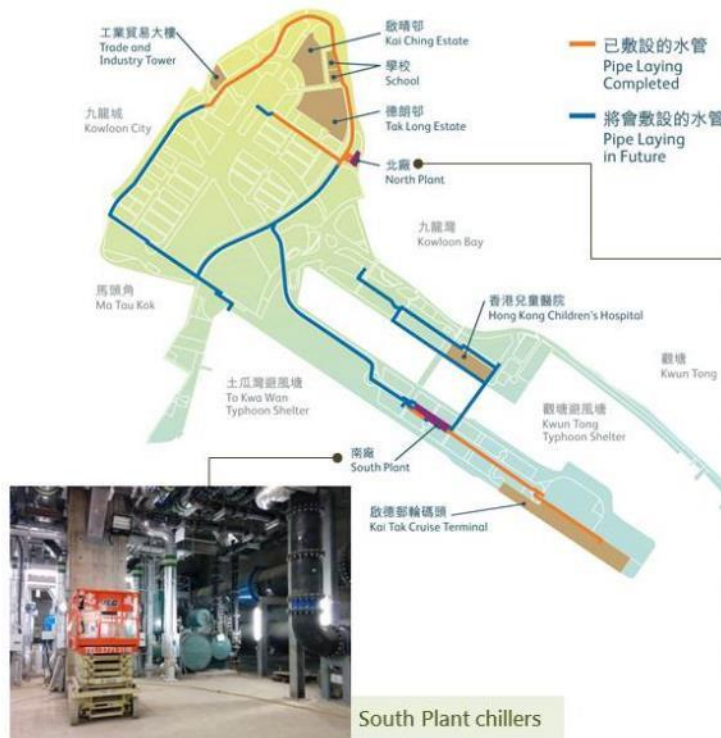 工業貿易大樓
Trade and
Industry Tower
啟晴邨
Kai Ching Estate
學校
School
德朗邨
Tak Long Estate
已敷設的水管
Pipe Laying
Completed
將會敷設的水管
Pipe Laying
in Future
九龍城
Kowloon City
北廠
North Plant
九龍灣
Kowloon Bay
馬頭角
Ma Tau Kok
香港兒童醫院
Hong Kong Children's Hospital
觀塘
Kwun Tong
土瓜灣避風塘
To Kwa Wan
Typhoon Shelter
觀塘避風塘
Kwun Tong
Typhoon Shelter
南廠
South Plant
啟德郵輪碼頭
Kai Tak Cruise Terminal
South Plant chillers